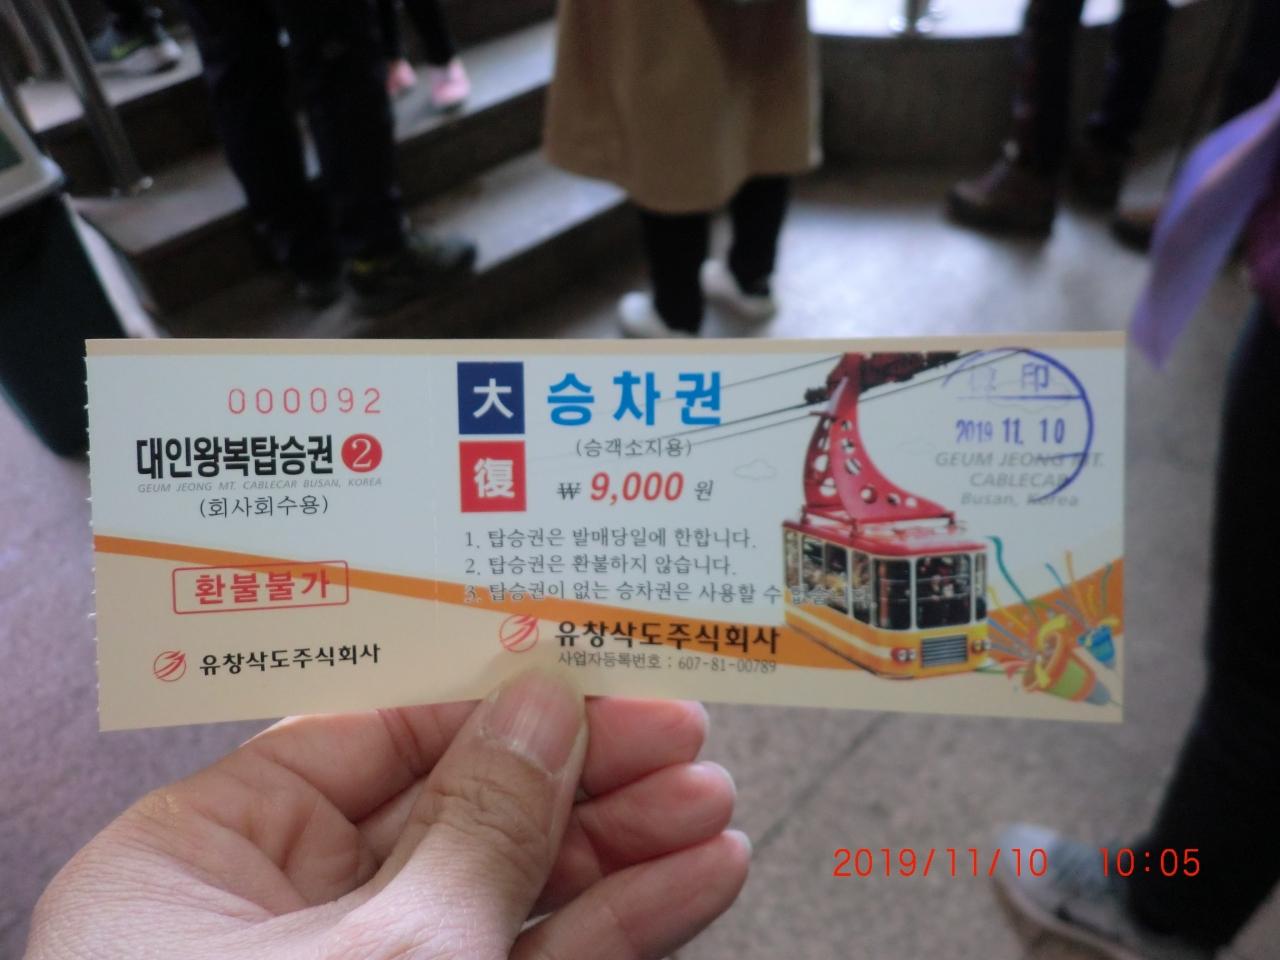 000092
대인왕복탑승권 2
GEUM JEONG MT. CABLECAR BUSAN, KOREA
(회사회수용)
환불불가
유창삭도주식회사
大
復
승차권
(승객소지용)
₩ 9,000 원
1. 탑승권은 발매당일에 한합니다.
2. 탑승권은 환불하지 않습니다.
3. 탑승권이 없는 승차권은 사용할 수 없습니다.
유창삭도주식회사
사업자등록번호 : 607-81-00789
印
2019 11. 10
GEUM JEONG MT.
CABLECAR
Busan, Korea
2019/11/10 10:05